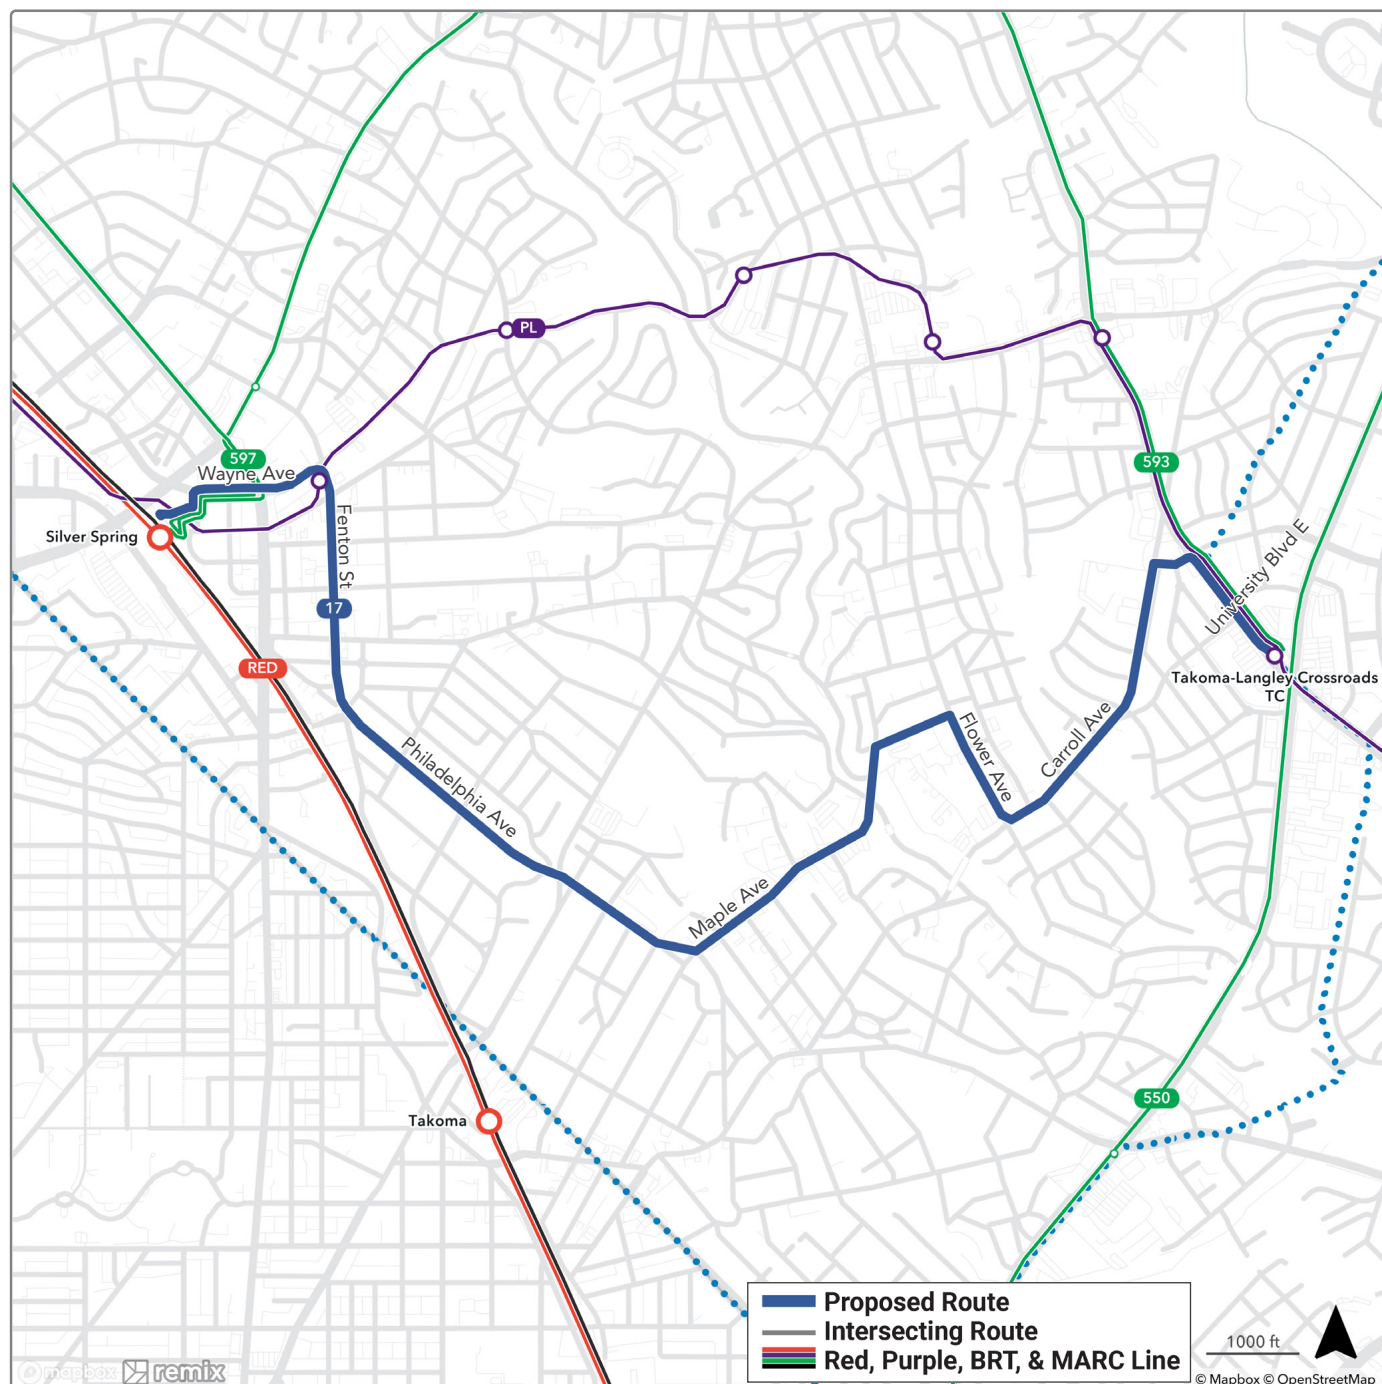 PL
597
Wayne Ave
593
Silver Spring
Fenton St
University Blvd E
17
RED
Takoma-Langley Crossroads
TC
Flower Ave
Carroll Ave
Philadelphia Ave
Maple Ave
550
Takoma
Proposed Route
Intersecting Route
Red, Purple, BRT, & MARC Line
1000 ft
mapbox remix
© Mapbox © OpenStreetMap